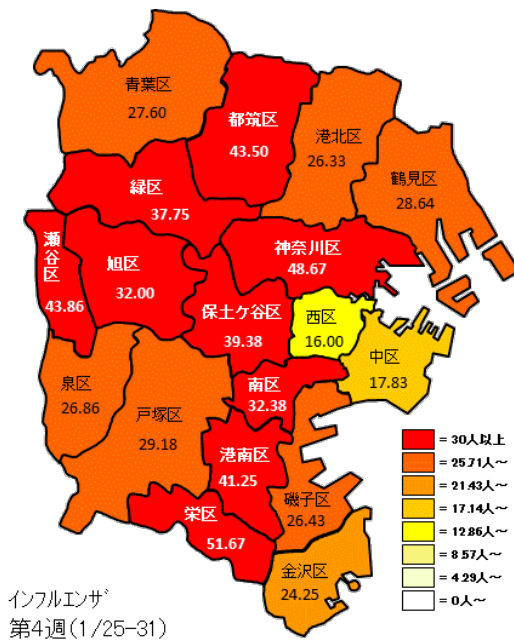 青葉区
27.60
都筑区
43.50
港北区
26.33
鶴見区
28.64
緑区
37.75
瀬谷区
43.86
旭区
32.00
神奈川区
48.67
保土ケ谷区
39.38
西区
16.00
中区
17.83
泉区
26.86
戸塚区
29.18
南区
32.38
港南区
41.25
磯子区
26.43
栄区
51.67
金沢区
24.25
= 30人以上
= 25.71人～
= 21.43人～
= 17.14人～
= 12.86人～
= 8.57人～
= 4.29人～
= 0人～
インフルエンザ
第4週(1/25-31)